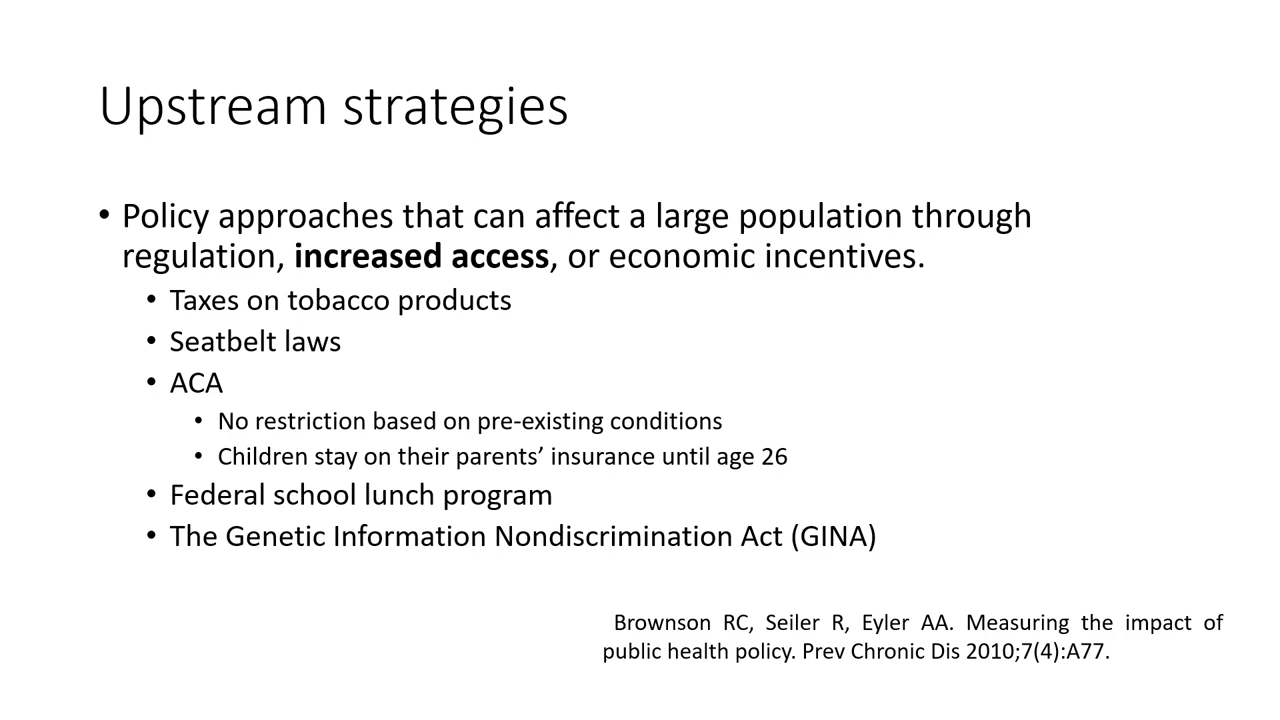 Upstream strategies
• Policy approaches that can affect a large population through
regulation, increased access, or economic incentives.
• Taxes on tobacco products
• Seatbelt laws
• ACA
• No restriction based on pre-existing conditions
• Children stay on their parents’ insurance until age 26
• Federal school lunch program
• The Genetic Information Nondiscrimination Act (GINA)
Brownson RC, Seiler R, Eyler AA. Measuring the impact of
public health policy. Prev Chronic Dis 2010;7(4):A77.